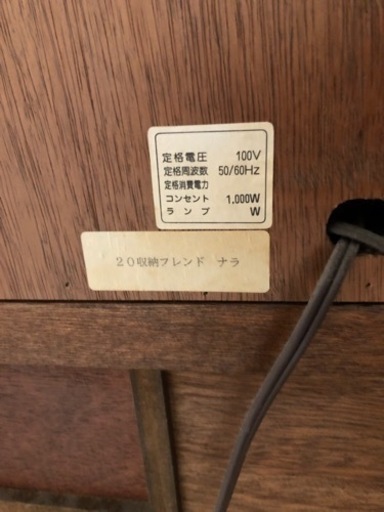 定格電圧 100V
定格周波数 50/60Hz
定格消費電力
コンセント 1,000W
ランプ W
20収納フレンド ナラ